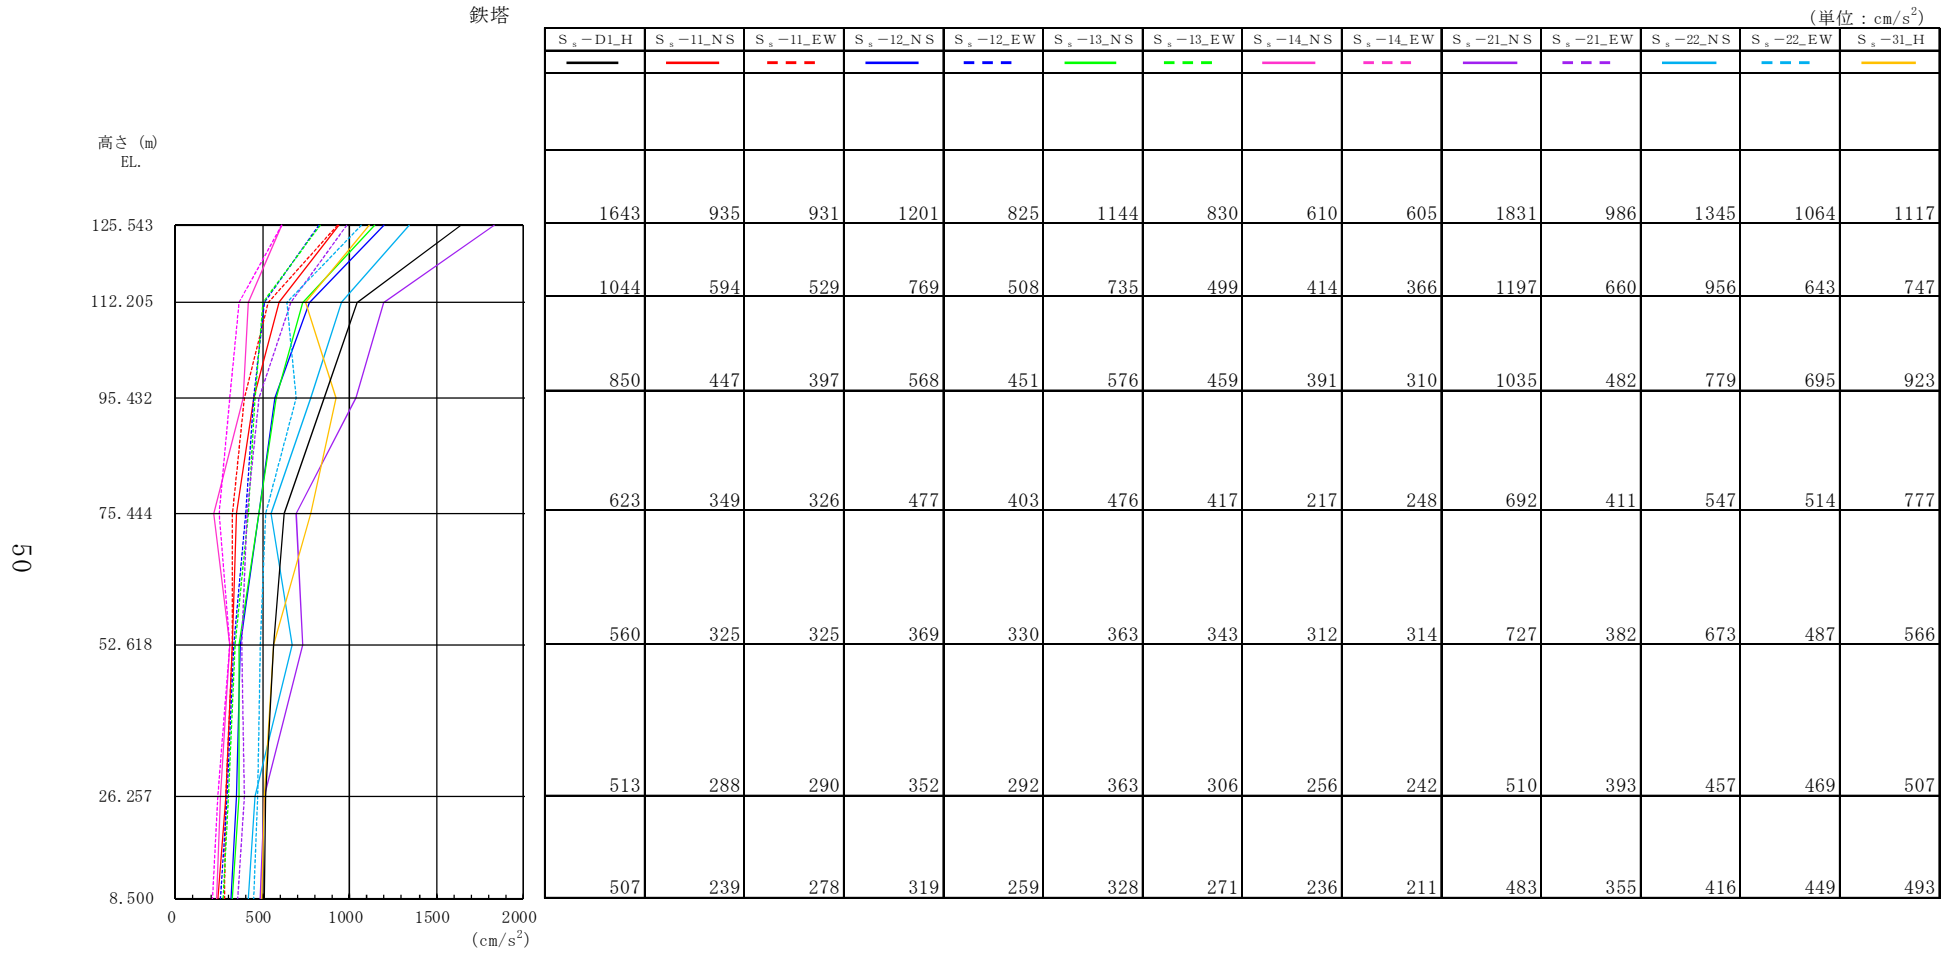 鉄塔
(単位：cm/s²)
Sₛ－D1_H Sₛ－11_NS Sₛ－11_EW Sₛ－12_NS Sₛ－12_EW Sₛ－13_NS Sₛ－13_EW Sₛ－14_NS Sₛ－14_EW Sₛ－21_NS Sₛ－21_EW Sₛ－22_NS Sₛ－22_EW Sₛ－31_H
高さ (m)
EL.
1643 935 931 1201 825 1144 830 610 605 1831 986 1345 1064 1117
125.543
1044 594 529 769 508 735 499 414 366 1197 660 956 643 747
112.205
850 447 397 568 451 576 459 391 310 1035 482 779 695 923
95.432
623 349 326 477 403 476 417 217 248 692 411 547 514 777
75.444
50
560 325 325 369 330 363 343 312 314 727 382 673 487 566
52.618
513 288 290 352 292 363 306 256 242 510 393 457 469 507
26.257
507 239 278 319 259 328 271 236 211 483 355 416 449 493
8.500
0 500 1000 1500 2000
(cm/s²)